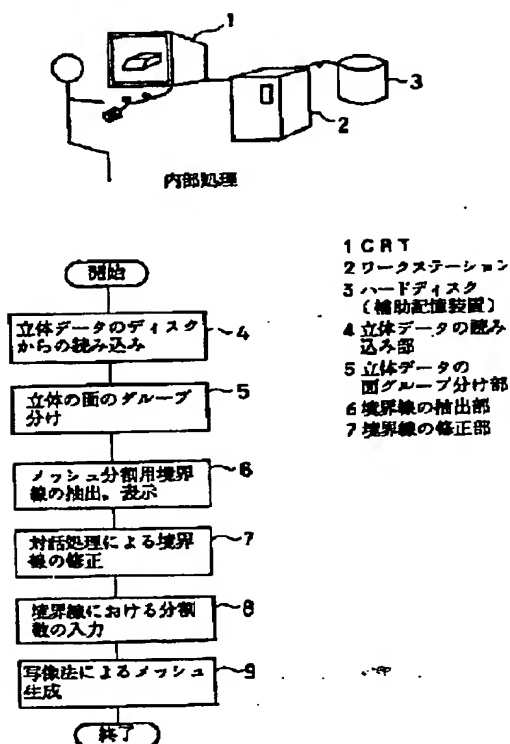 1
2
3
内部処理
開始
立体データのディスク
からの読み込み
4
立体の面のグループ
分け
5
メッシュ分割用境界
線の抽出，表示
6
対話処理による境界
線の修正
7
境界線における分割
数の入力
8
写像法によるメッシュ
生成
9
終了
1 CRT
2 ワークステーション
3 ハードディスク
（補助記憶装置）
4 立体データの読み
込み部
5 立体データの
面グループ分け部
6 境界線の抽出部
7 境界線の修正部